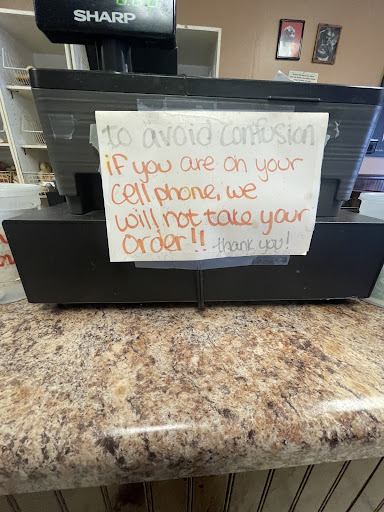 SHARP
to avoid confusion
if you are on your
cell phone, we
will not take your
order!! thank you!